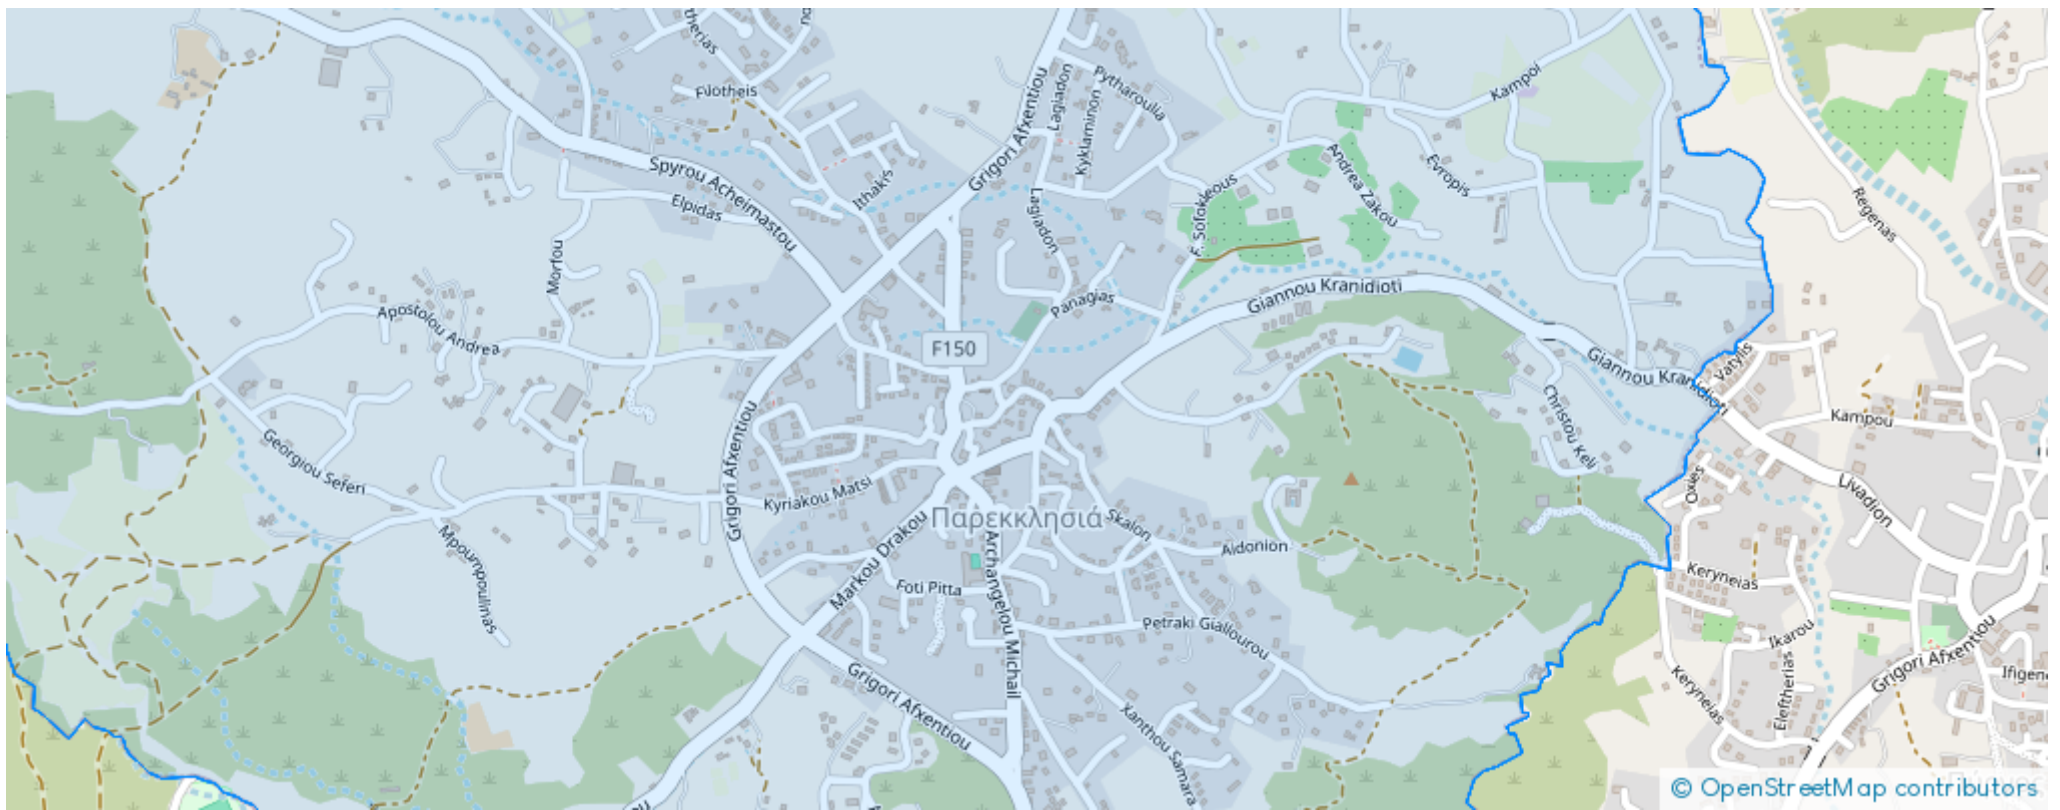 Filotheis
Lagiadon
Pytharoulia
Kyklaminon
Grigori Afxentiou
Kampoi
Spyrou Acheimastou
Elpidas
Ithakis
Andrea Zakou
Evropis
Regenas
Lagiadon
Sofokleous
Morfou
Panagias
Giannou Kranidioti
Apostolou Andrea
F150
Giannou Kranidioti
Vatylis
Christou Keli
Kampou
Georgiou Seferi
Grigori Afxentiou
Kyriakou Matsi
Oxies
Livadion
Παρεκκλησιά
Skalon
Aidonion
Mpoumpoulinas
Markou Drakou
Archangelou Michail
Foti Pitta
Keryneias
Petraki Giallourou
Ikarou
Grigori Afxentiou
Grigori Afxentiou
Keryneias
Eleftherias
Xanthou Samara
© OpenStreetMap contributors